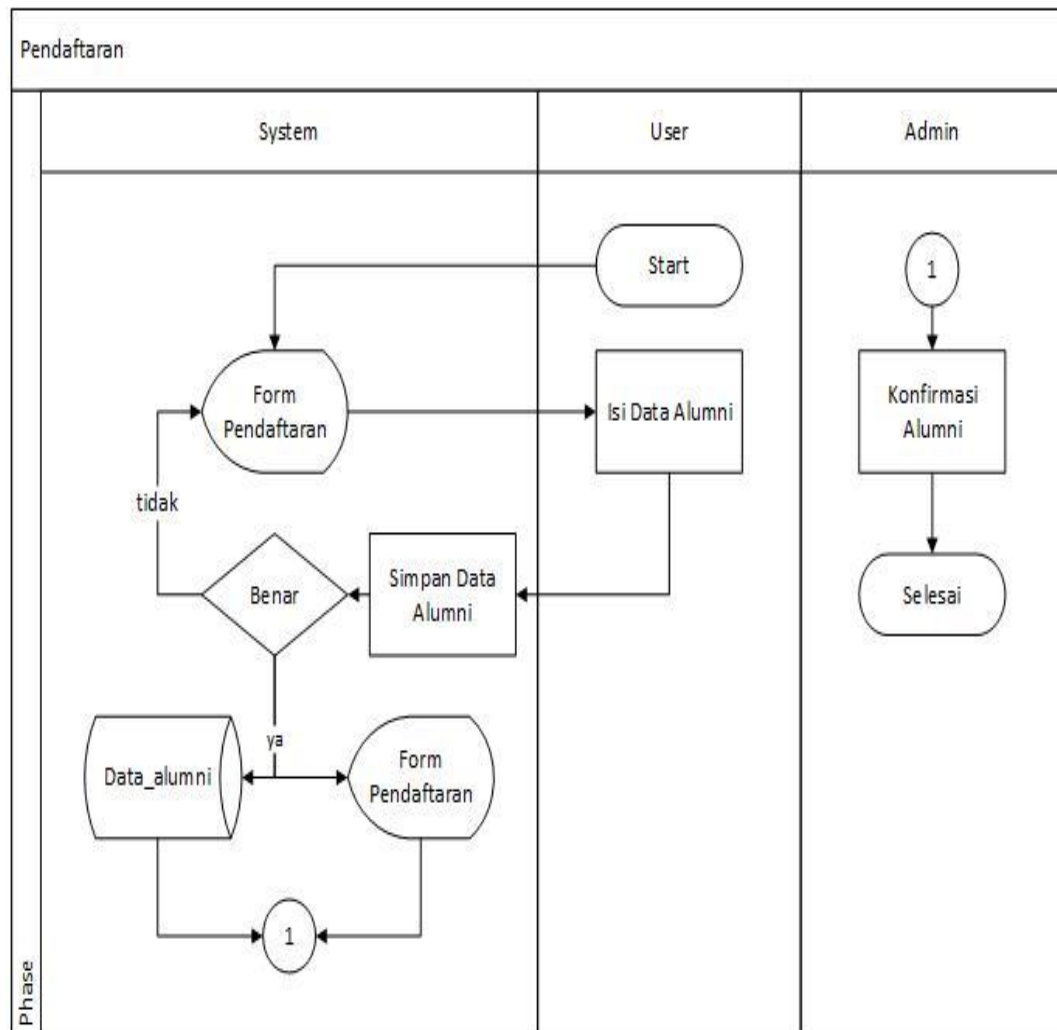 Pendaftaran
System
User
Admin
Start
1
Form
Pendaftaran
Isi Data Alumni
Konfirmasi
Alumni
tidak
Benar
Simpan Data
Alumni
Selesai
ya
Data_alumni
Form
Pendaftaran
1
Phase